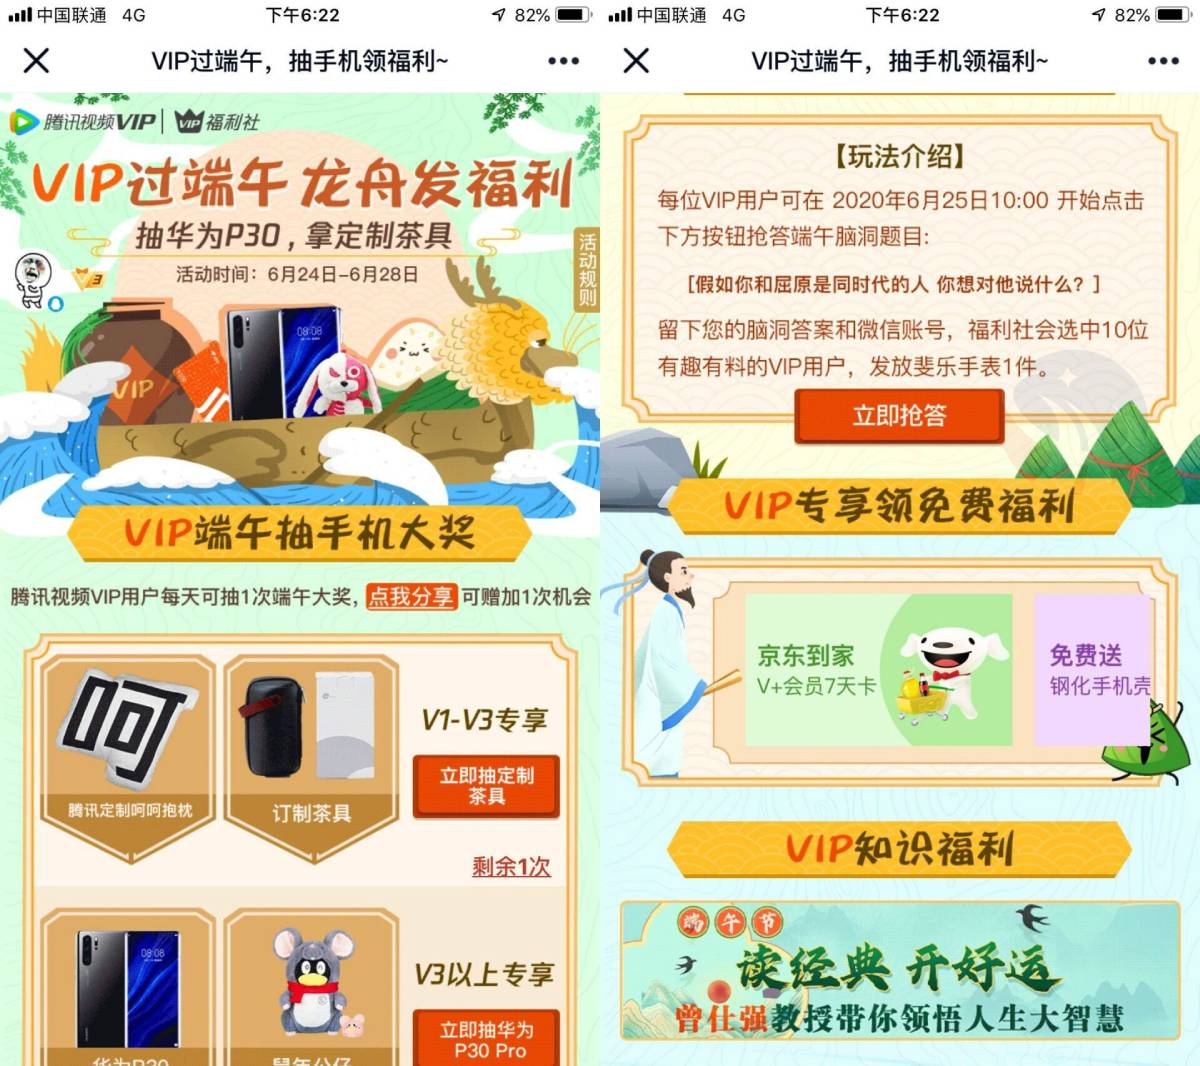 中国联通 4G 下午6:22 82%
VIP过端午，抽手机领福利~
腾讯视频VIP | VIP福利社
VIP过端午 龙舟发福利
抽华为P30，拿定制茶具
活动时间：6月24日-6月28日
活动规则
V3
08:08
VIP
VIP端午抽手机大奖
腾讯视频VIP用户每天可抽1次端午大奖，点我分享 可赠加1次机会
呵
腾讯定制呵呵抱枕
订制茶具
V1-V3专享
立即抽定制
茶具
剩余1次
08:08
华为P30
鼠年公仔
V3以上专享
立即抽华为
P30 Pro
中国联通 4G 下午6:22 82%
VIP过端午，抽手机领福利~
【玩法介绍】
每位VIP用户可在 2020年6月25日10:00 开始点击
下方按钮抢答端午脑洞题目:
[假如你和屈原是同时代的人 你想对他说什么? ]
留下您的脑洞答案和微信账号，福利社会选中10位
有趣有料的VIP用户，发放斐乐手表1件。
立即抢答
VIP专享领免费福利
京东到家
V+会员7天卡
免费送
钢化手机壳
VIP知识福利
端午节
读经典 开好运
曾仕强教授带你领悟人生大智慧